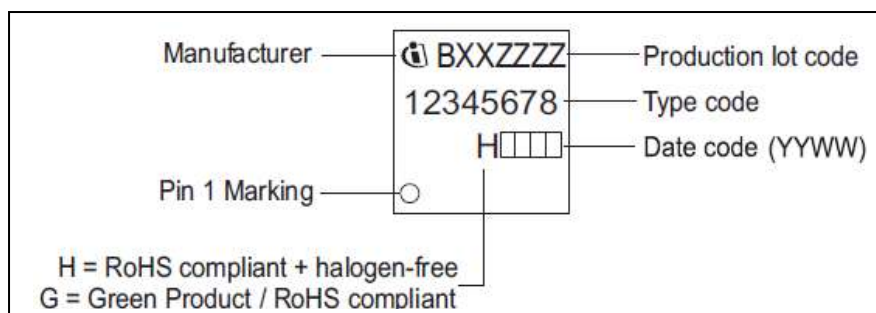 Manufacturer BXXZZZZ Production lot code
12345678 Type code
H Date code (YYWW)
Pin 1 Marking
H = RoHS compliant + halogen-free
G = Green Product / RoHS compliant